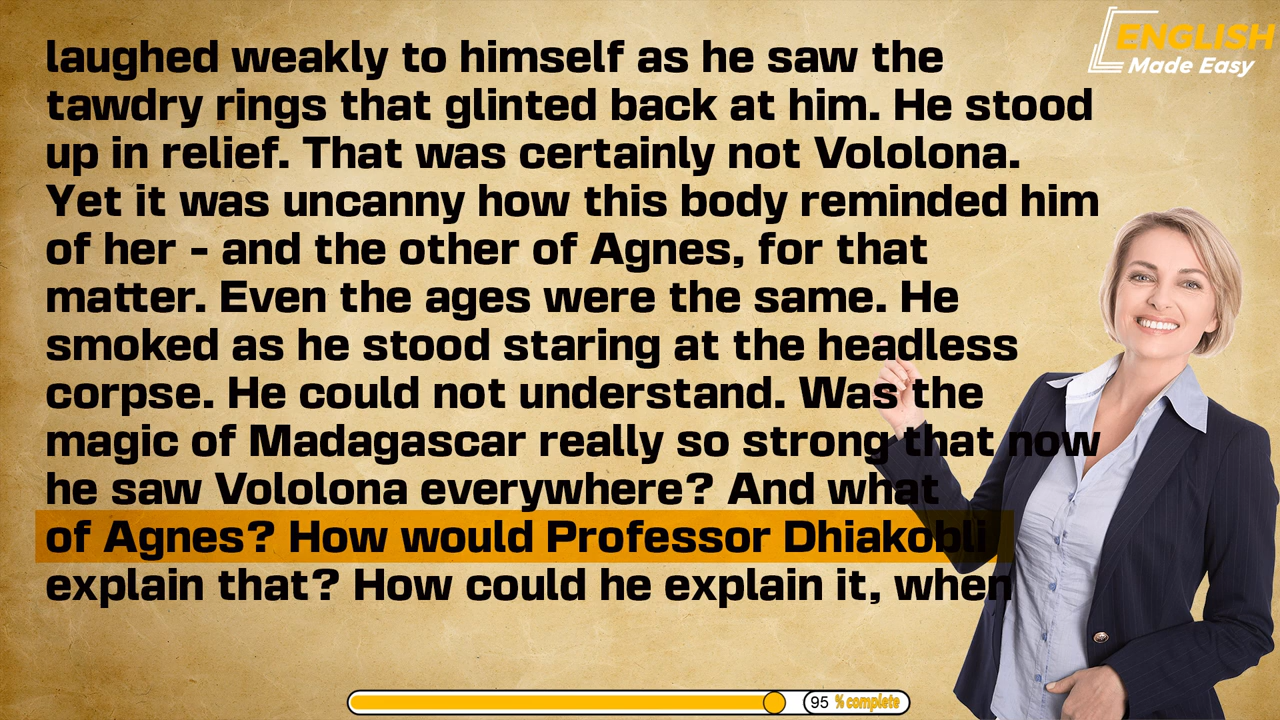 laughed weakly to himself as he saw the
tawdry rings that glinted back at him. He stood
up in relief. That was certainly not Vololona.
Yet it was uncanny how this body reminded him
of her - and the other of Agnes, for that
matter. Even the ages were the same. He
smoked as he stood staring at the headless
corpse. He could not understand. Was the
magic of Madagascar really so strong that now
he saw Vololona everywhere? And what
of Agnes? How would Professor Dhiakobli
explain that? How could he explain it, when
ENGLISH
Made Easy
95 % complete